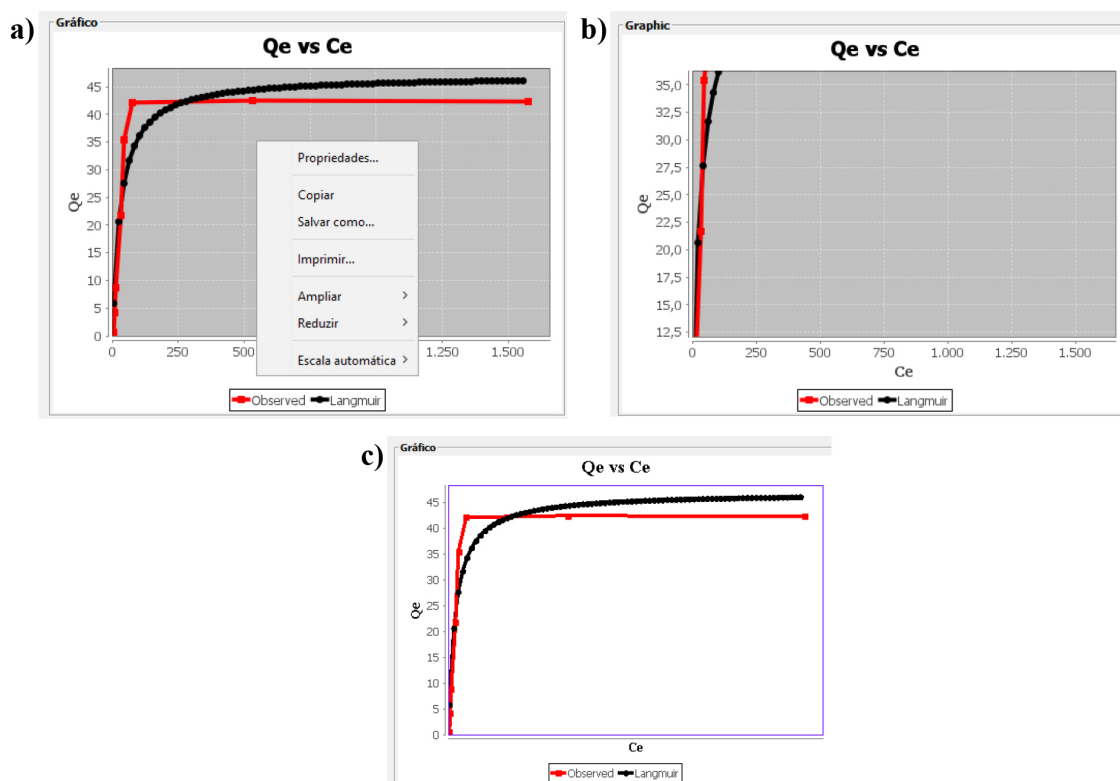 a)
Gráfico
Qe vs Ce
45
40
35
30
25
20
15
10
5
0
Qe
0 250 500 1.250 1.500
Propriedades...
Copiar
Salvar como...
Imprimir...
Ampliar
Reduzir
Escala automática
Observed Langmuir
b)
Graphic
Qe vs Ce
35,0
32,5
30,0
27,5
25,0
22,5
20,0
17,5
15,0
12,5
Qe
0 250 500 750 1.000 1.250 1.500
Ce
Observed Langmuir
c)
Gráfico
Qe vs Ce
45
40
35
30
25
20
15
10
5
0
Qe
Ce
Observed Langmuir